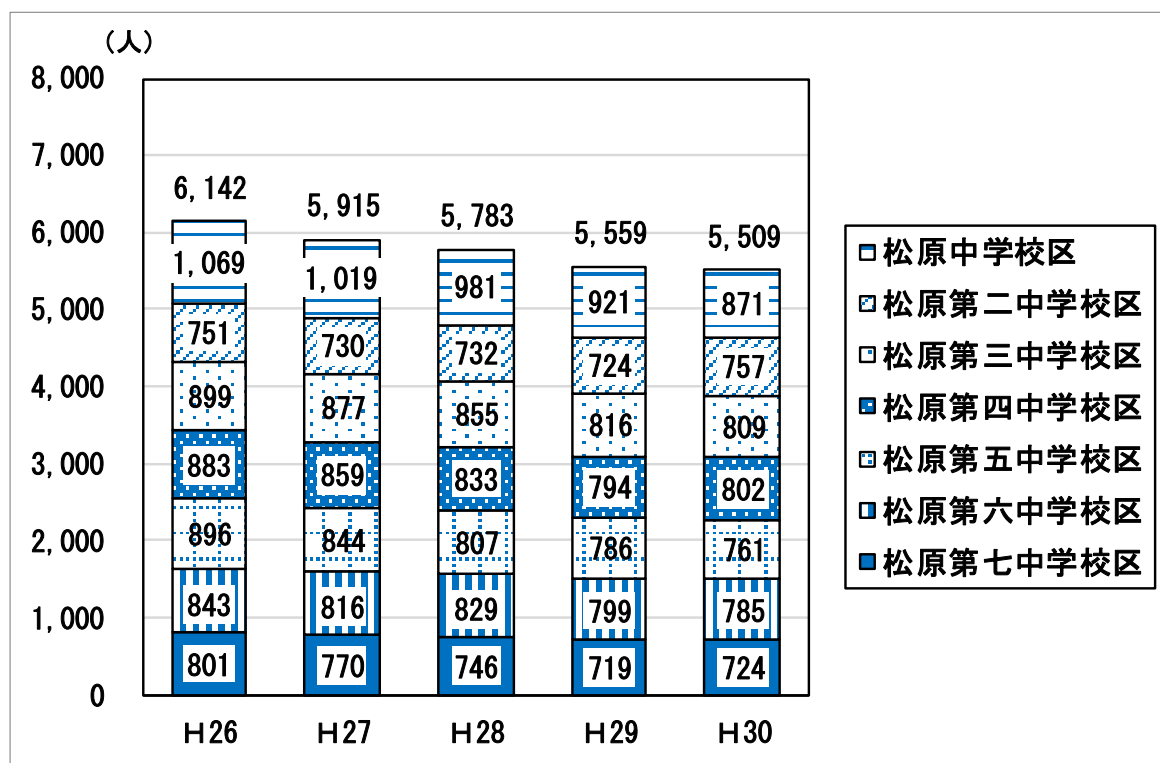 （人）
8,000
7,000
6,000
5,000
4,000
3,000
2,000
1,000
0
6,142 5,915 5,783 5,559 5,509
1,069 1,019 981 921 871
751 730 732 724 757
899 877 855 816 809
883 859 833 794 802
896 844 807 786 761
843 816 829 799 785
801 770 746 719 724
Ｈ26 Ｈ27 Ｈ28 Ｈ29 Ｈ30
松原中学校区
松原第二中学校区
松原第三中学校区
松原第四中学校区
松原第五中学校区
松原第六中学校区
松原第七中学校区